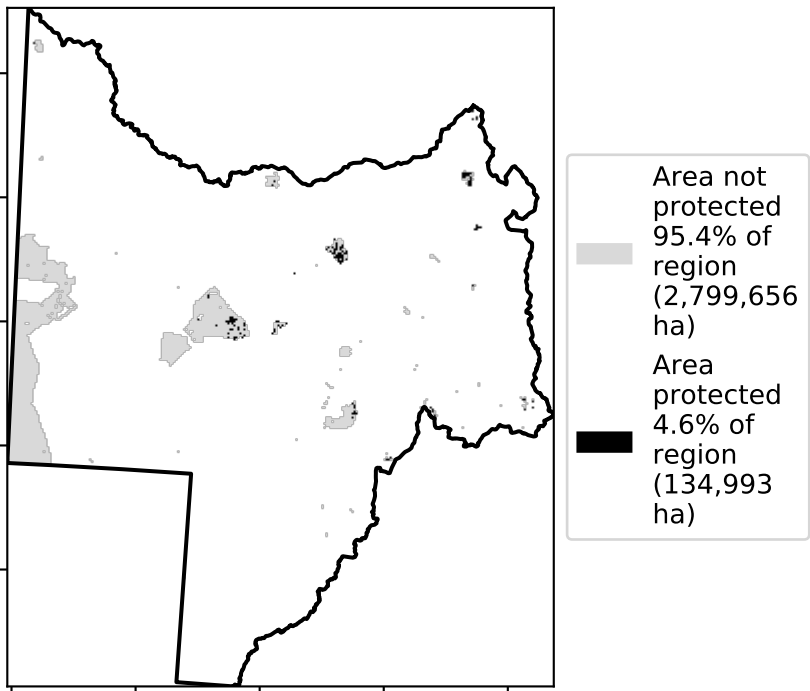 Area not
protected
95.4% of
region
(2,799,656
ha)
Area
protected
4.6% of
region
(134,993
ha)